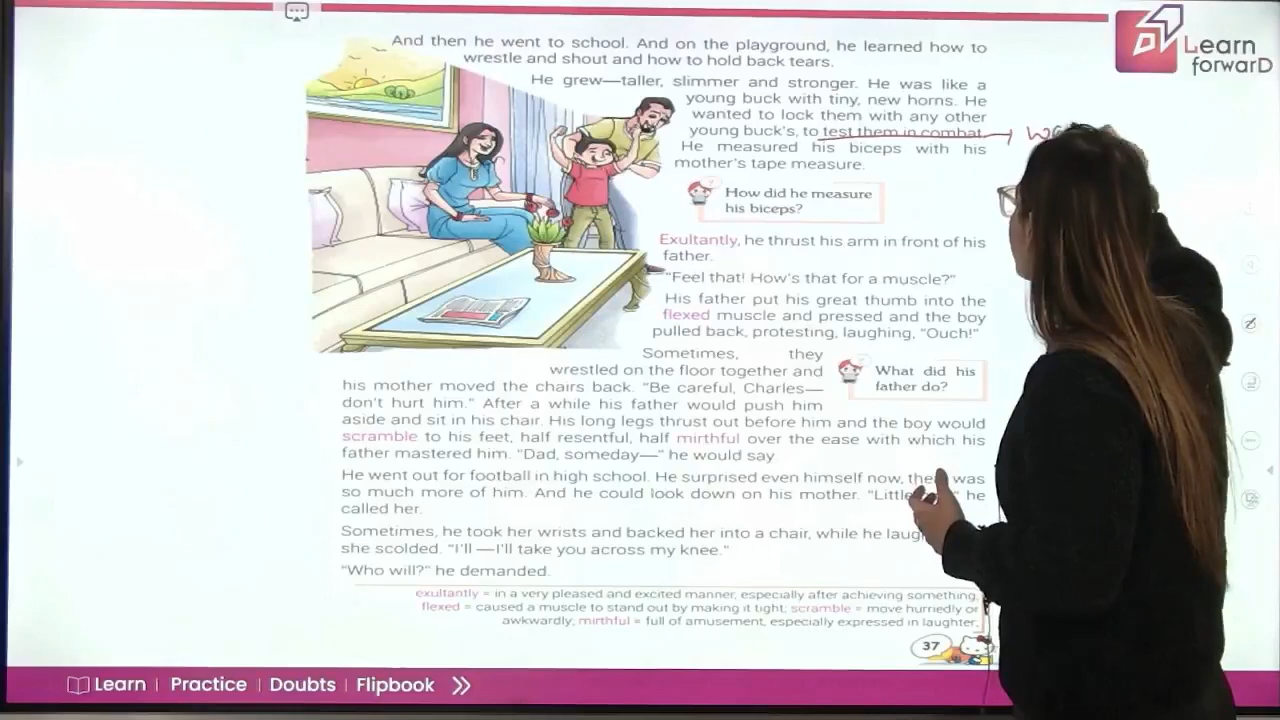 And then he went to school. And on the playground, he learned how to
wrestle and shout and how to hold back tears.
He grew—taller, slimmer and stronger. He was like a
young buck with tiny, new horns. He
wanted to lock them with any other
young buck's, to test them in combat.
He measured his biceps with his
mother's tape measure.
How did he measure
his biceps?
Exultantly, he thrust his arm in front of his
father.
"Feel that! How's that for a muscle?"
His father put his great thumb into the
flexed muscle and pressed and the boy
pulled back, protesting, laughing, "Ouch!"
Sometimes, they
wrestled on the floor together and
his mother moved the chairs back. "Be careful, Charles—
don't hurt him." After a while his father would push him
aside and sit in his chair. His long legs thrust out before him and the boy would
scramble to his feet, half resentful, half mirthful over the ease with which his
father mastered him. "Dad, someday—" he would say
What did his
father do?
He went out for football in high school. He surprised even himself now, was
so much more of him. And he could look down on his mother. "Little he
called her.
Sometimes, he took her wrists and backed her into a chair, while he
she scolded. "I'll —I'll take you across my knee."
"Who will?" he demanded.
exultantly = in a very pleased and excited manner, especially after achieving something;
flexed = caused a muscle to stand out by making it tight; scramble = move hurriedly or
awkwardly; mirthful = full of amusement, especially expressed in laughter;
37
Learn
forwarD
Learn | Practice | Doubts | Flipbook